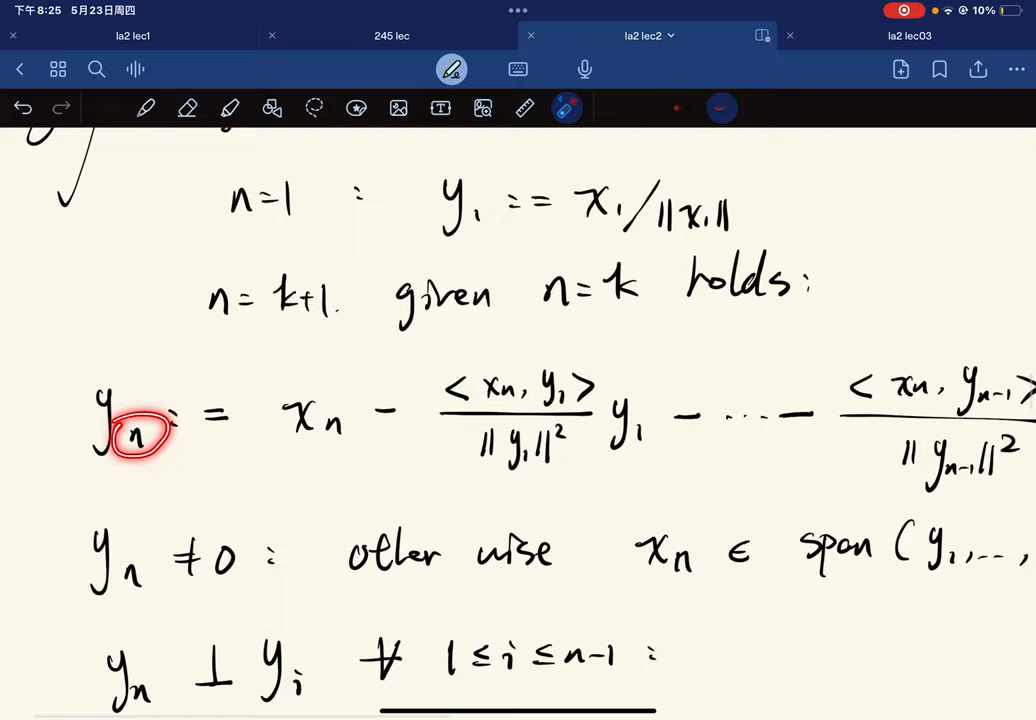 下午8:25 5月23日周四
10%
la2 lec1
245 lec
la2 lec2
la2 lec03
n=1 : y₁ := x₁/||x₁||
n= k+1. given n=k holds:
yₙ := xₙ - <xₙ, y₁>/||y₁||² y₁ - ... - <xₙ, yₙ₋₁>/||yₙ₋₁||²
yₙ ≠0 : otherwise xₙ ∈ span(y₁,...,
yₙ ⊥ yᵢ ∀ 1≤i≤n-1 :